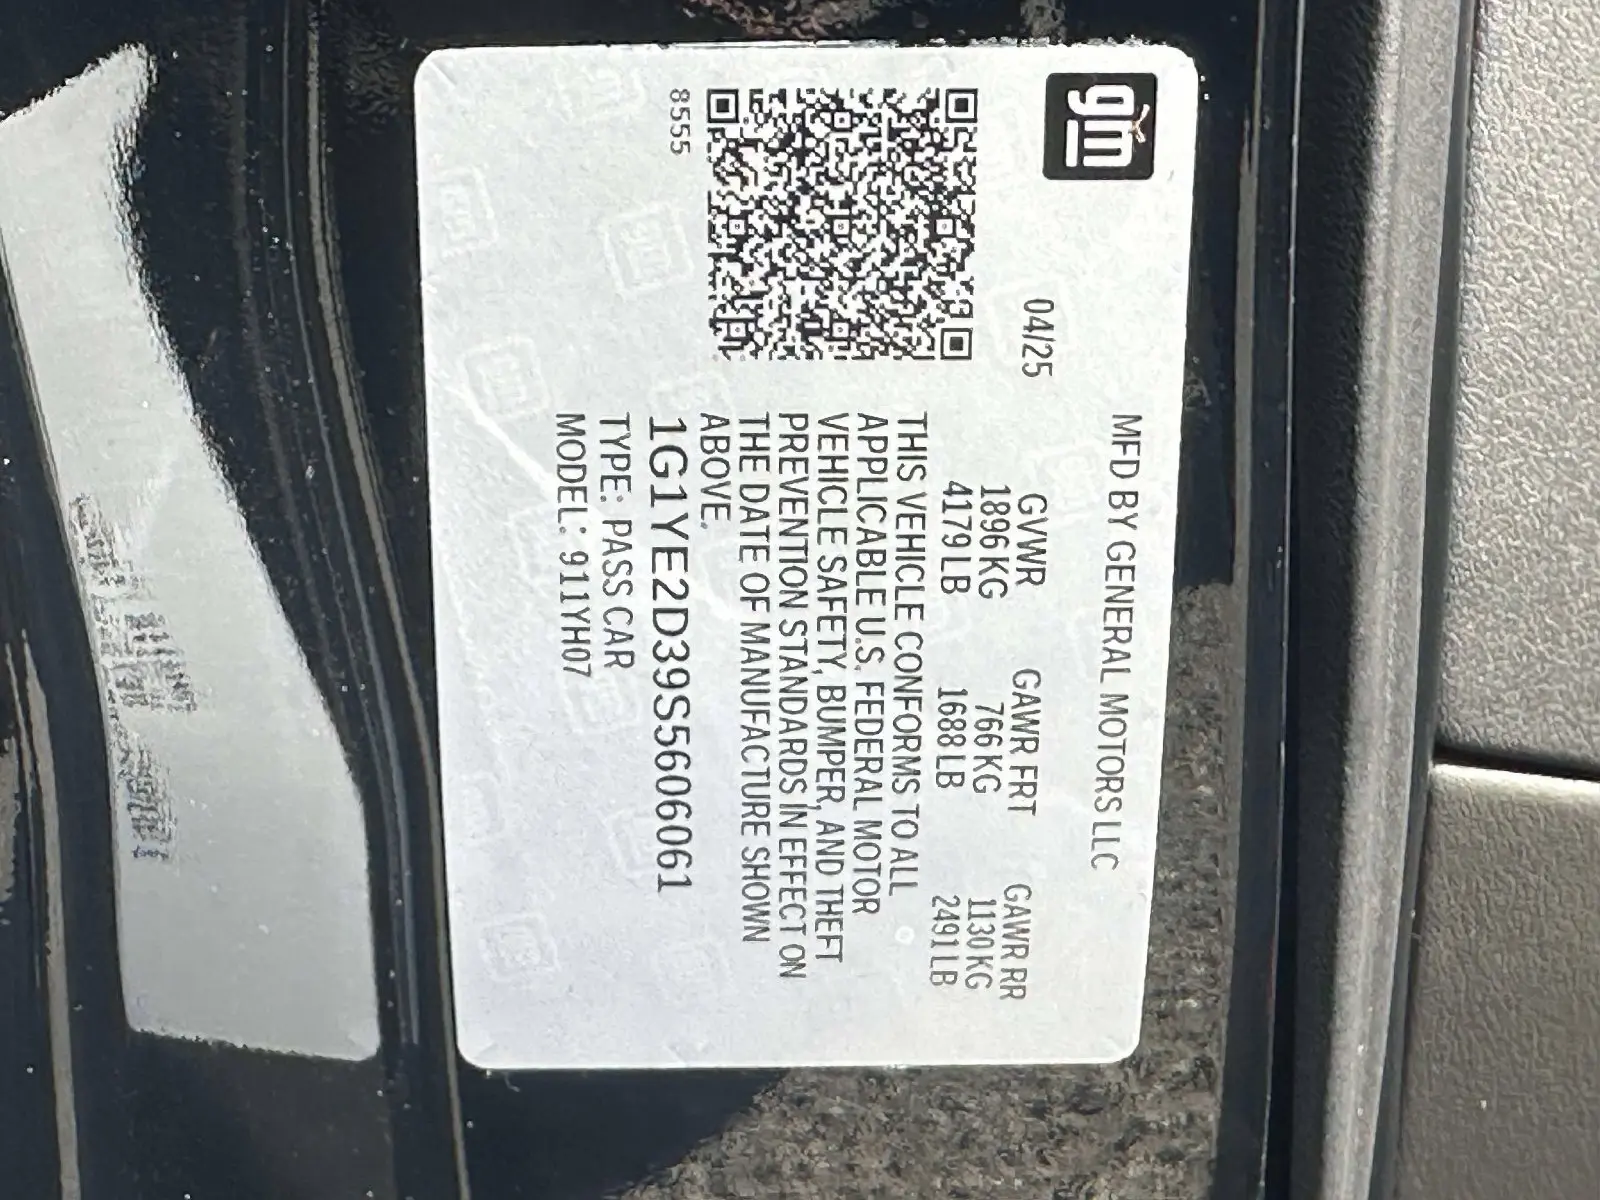 gm
04/25
MFD BY GENERAL MOTORS LLC
GVWR GAWR FRT GAWR RR
1896 KG 766 KG 1130 KG
4179 LB 1688 LB 2491 LB
THIS VEHICLE CONFORMS TO ALL
APPLICABLE U.S. FEDERAL MOTOR
VEHICLE SAFETY, BUMPER, AND THEFT
PREVENTION STANDARDS IN EFFECT ON
THE DATE OF MANUFACTURE SHOWN
ABOVE.
8555
1G1YE2D39S5606061
TYPE: PASS CAR
MODEL: 911YH07